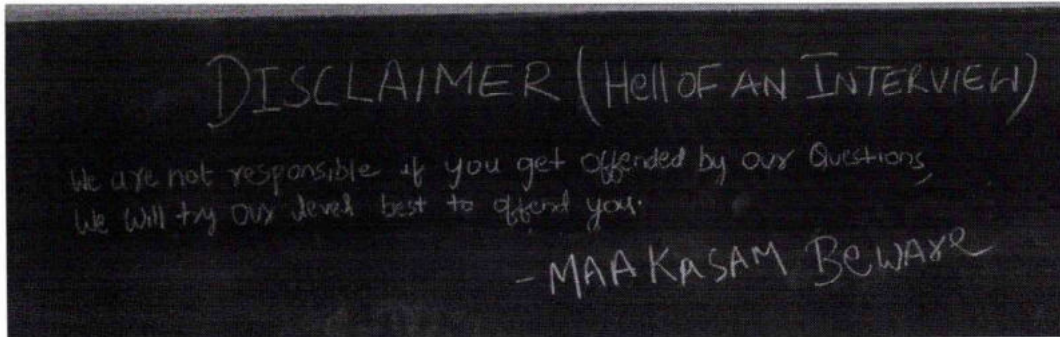 DISCLAIMER (Hell OF AN INTERVIEW)
We are not responsible if you get offended by our Questions,
We Will try our level best to offend you.
- MAA KASAM BEWARE